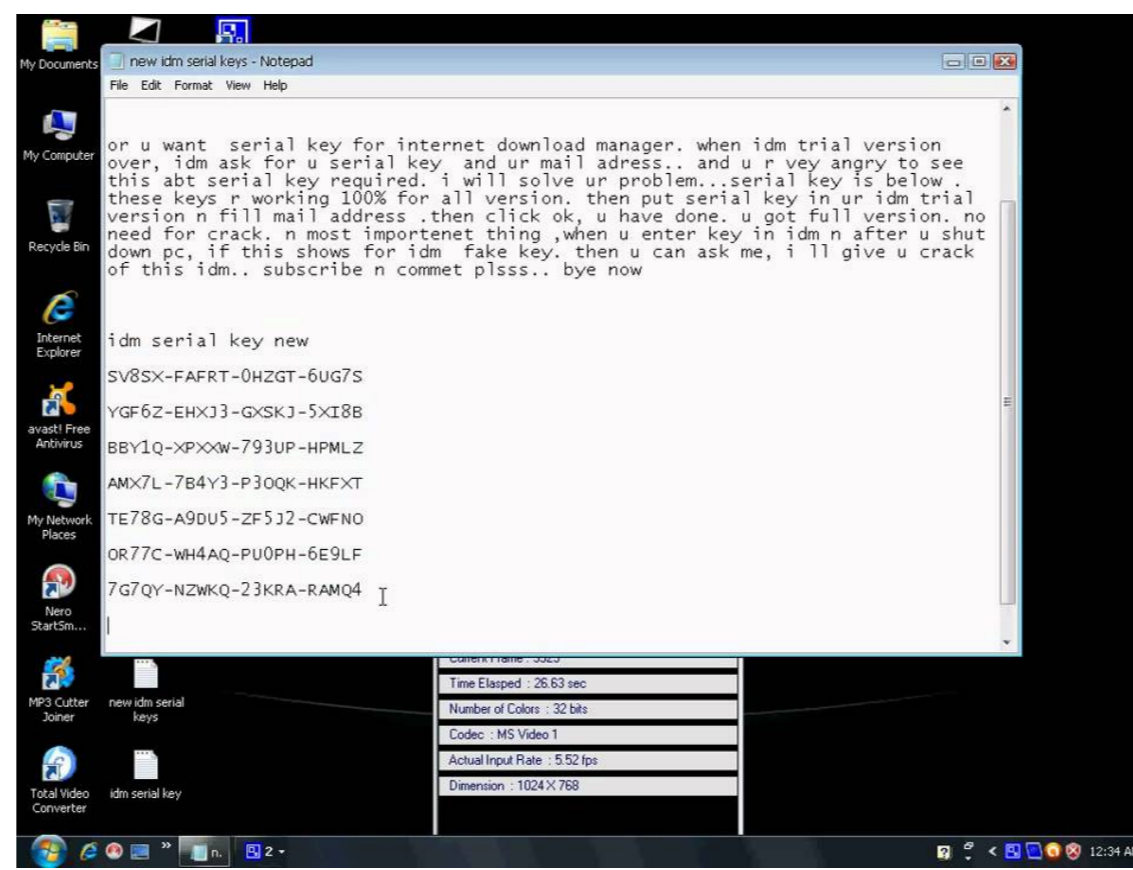 My Documents
new idm serial keys - Notepad
File Edit Format View Help
My Computer
or u want serial key for internet download manager. when idm trial version
over, idm ask for u serial key and ur mail adress.. and u r vey angry to see
this abt serial key required. i will solve ur problem...serial key is below .
these keys r working 100% for all version. then put serial key in ur idm trial
version n fill mail address .then click ok, u have done. u got full version. no
need for crack. n most importenet thing ,when u enter key in idm n after u shut
down pc, if this shows for idm fake key. then u can ask me, i ll give u crack
of this idm.. subscribe n commet plsss.. bye now
Recycle Bin
Internet
Explorer
idm serial key new
SV8SX-FAFRT-0HZGT-6UG7S
YGF6Z-EHXJ3-GXSKJ-5XI8B
avast! Free
Antivirus
BBY1Q-XPXXW-793UP-HPMLZ
AMX7L-7B4Y3-P3OQK-HKFXT
My Network
Places
TE78G-A9DU5-ZF5J2-CWFNO
OR77C-WH4AQ-PU0PH-6E9LF
7G7QY-NZWKQ-23KRA-RAMQ4
Nero
StartSm...
MP3 Cutter
Joiner
new idm serial
keys
Time Elasped : 26.63 sec
Number of Colors : 32 bits
Codec : MS Video 1
Actual Input Rate : 5.52 fps
Dimension : 1024 X 768
Total Video
Converter
idm serial key
n.
2
12:34 A